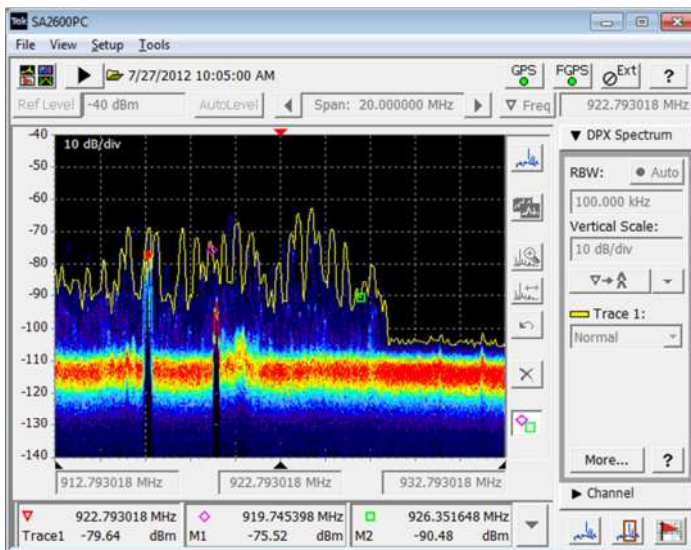 Tek SA2600PC
File View Setup Tools
7/27/2012 10:05:00 AM GPS FGPS Ext ?
Ref Level -40 dBm AutoLevel Span: 20.000000 MHz Freq 922.793018 MHz
-40
10 dB/div
-50
-60
-70
-80
-90
-100
-110
-120
-130
-140
912.793018 MHz 922.793018 MHz 932.793018 MHz
922.793018 MHz 919.745398 MHz 926.351648 MHz
Trace1 -79.64 dBm M1 -75.52 dBm M2 -90.48 dBm
DPX Spectrum
RBW: Auto
100.000 kHz
Vertical Scale:
10 dB/div
Trace 1:
Normal
More... ?
Channel